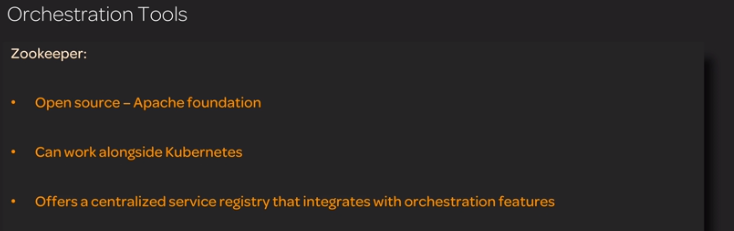 Orchestration Tools
Zookeeper:
• Open source – Apache foundation
• Can work alongside Kubernetes
• Offers a centralized service registry that integrates with orchestration features